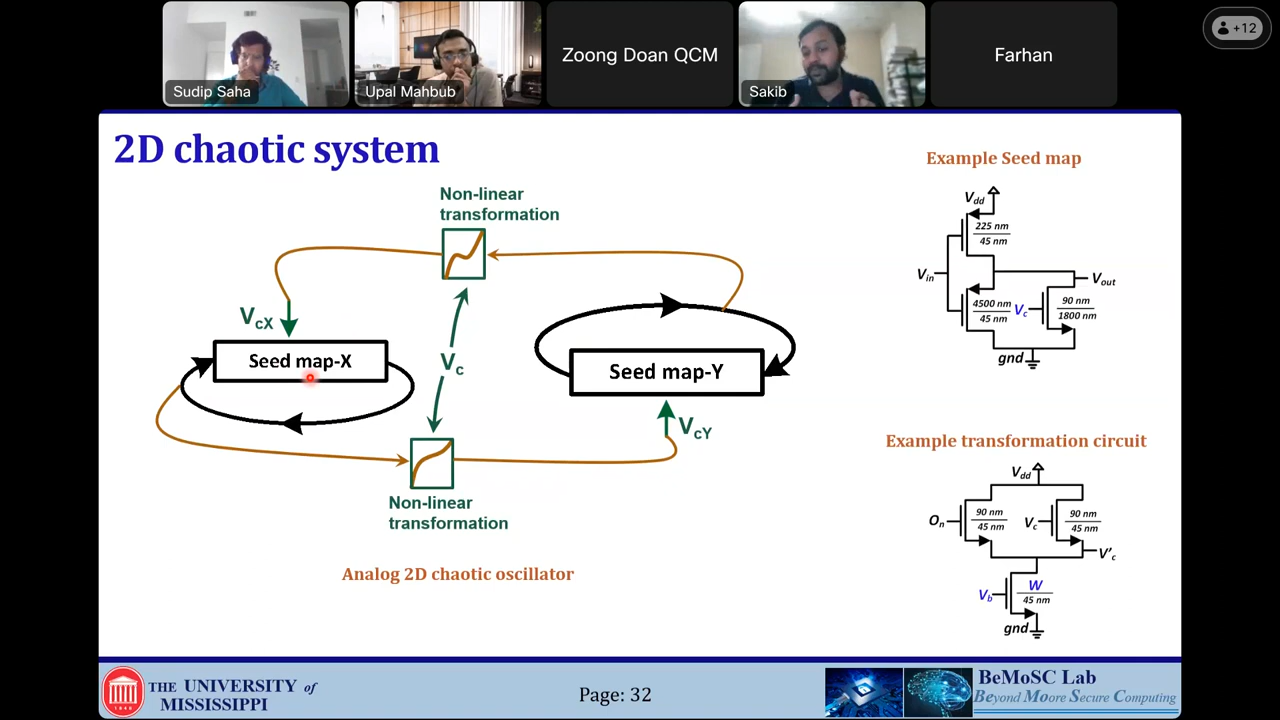 Sudip Saha
Upal Mahbub
Zoong Doan QCM
Sakib
Farhan
+12
2D chaotic system
Non-linear
transformation
VcX
Seed map-X
Vc
Seed map-Y
VcY
Non-linear
transformation
Analog 2D chaotic oscillator
Example Seed map
Vdd
225 nm
45 nm
Vin
Vout
4500 nm
45 nm
Vc
90 nm
1800 nm
gnd
Example transformation circuit
Vdd
On
90 nm
45 nm
Vc
90 nm
45 nm
V'c
Vb
W
45 nm
gnd
THE UNIVERSITY of
MISSISSIPPI
1848
Page: 32
BeMoSC Lab
Beyond Moore Secure Computing